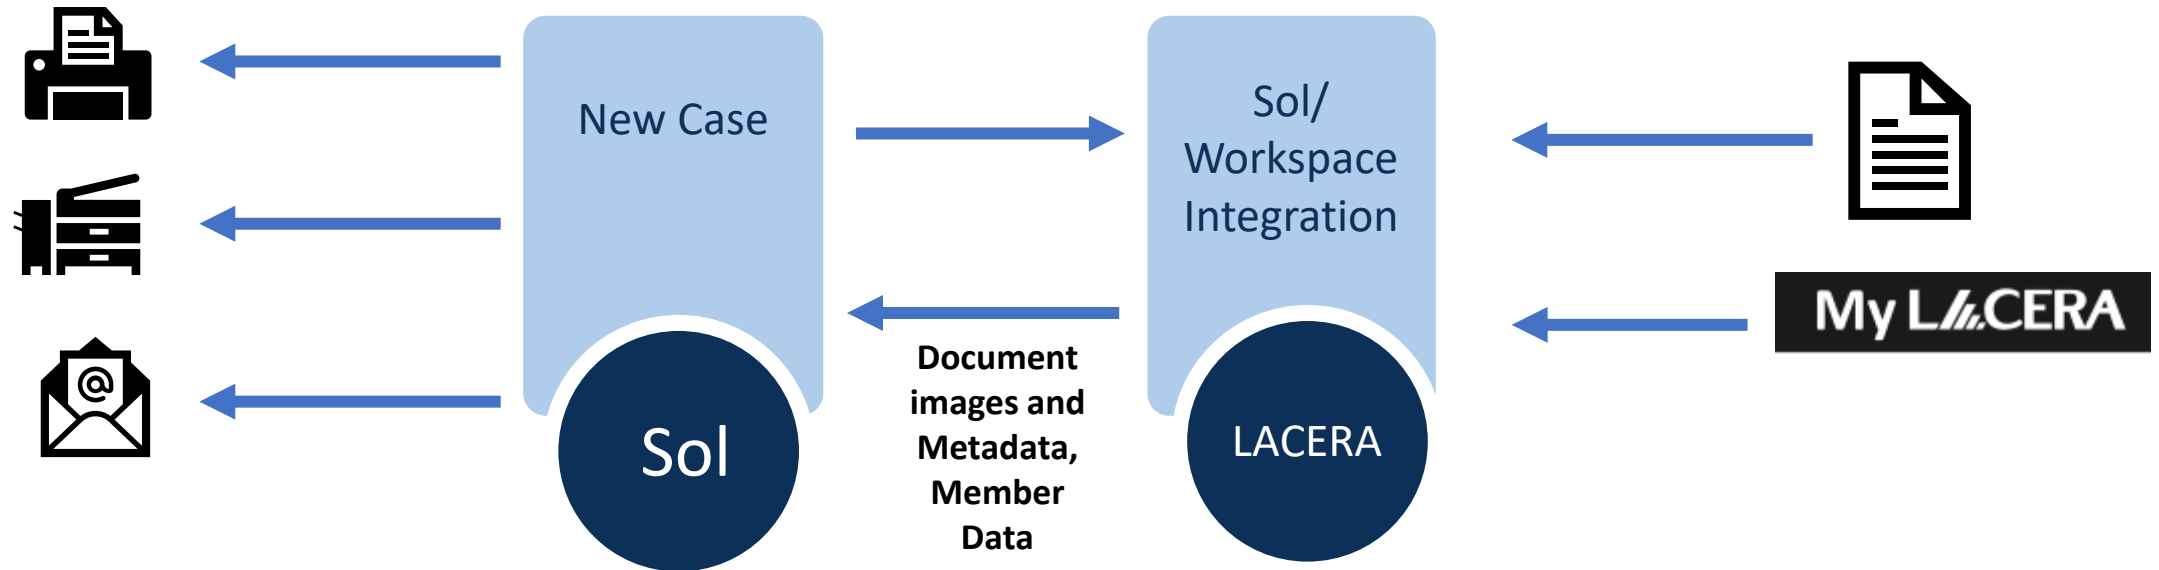 New Case
Sol
Document
images and
Metadata,
Member
Data
Sol/
Workspace
Integration
LACERA
My LACERA